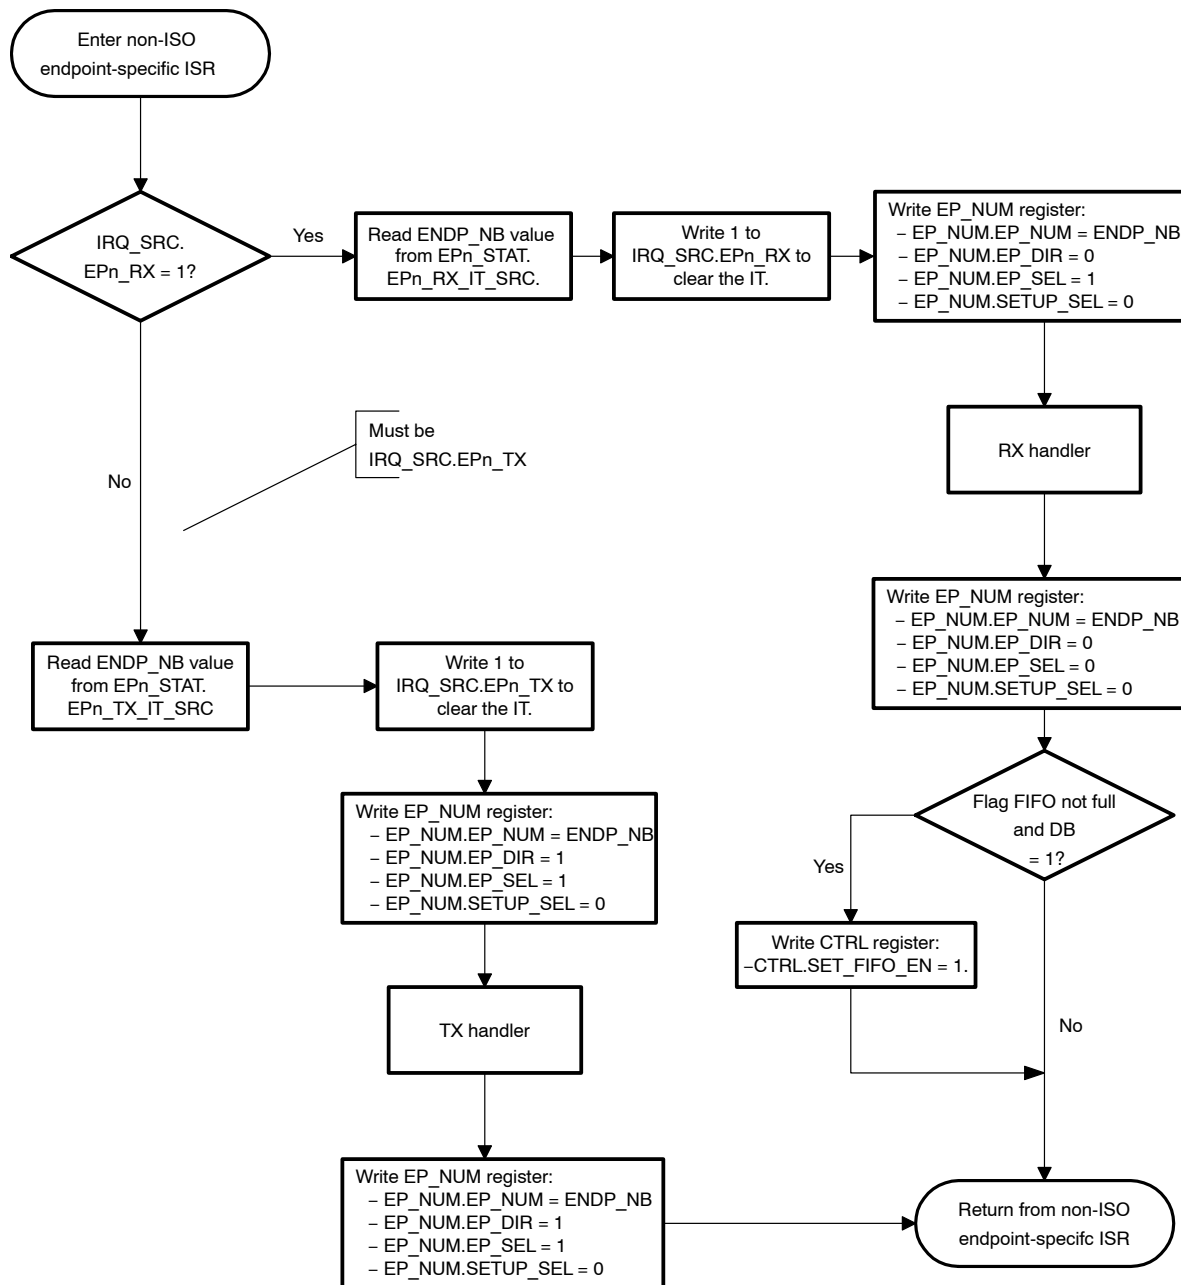 Enter non-ISO
endpoint-specific ISR
IRQ_SRC.
EPn_RX = 1?
Yes
Read ENDP_NB value
from EPn_STAT.
EPn_RX_IT_SRC.
Write 1 to
IRQ_SRC.EPn_RX to
clear the IT.
Write EP_NUM register:
– EP_NUM.EP_NUM = ENDP_NB
– EP_NUM.EP_DIR = 0
– EP_NUM.EP_SEL = 1
– EP_NUM.SETUP_SEL = 0
Must be
IRQ_SRC.EPn_TX
No
RX handler
Write EP_NUM register:
– EP_NUM.EP_NUM = ENDP_NB
– EP_NUM.EP_DIR = 0
– EP_NUM.EP_SEL = 0
– EP_NUM.SETUP_SEL = 0
Read ENDP_NB value
from EPn_STAT.
EPn_TX_IT_SRC
Write 1 to
IRQ_SRC.EPn_TX to
clear the IT.
Flag FIFO not full
and DB
= 1?
Yes
Write EP_NUM register:
– EP_NUM.EP_NUM = ENDP_NB
– EP_NUM.EP_DIR = 1
– EP_NUM.EP_SEL = 1
– EP_NUM.SETUP_SEL = 0
Write CTRL register:
–CTRL.SET_FIFO_EN = 1.
No
TX handler
Write EP_NUM register:
– EP_NUM.EP_NUM = ENDP_NB
– EP_NUM.EP_DIR = 1
– EP_NUM.EP_SEL = 1
– EP_NUM.SETUP_SEL = 0
Return from non-ISO
endpoint-specifc ISR